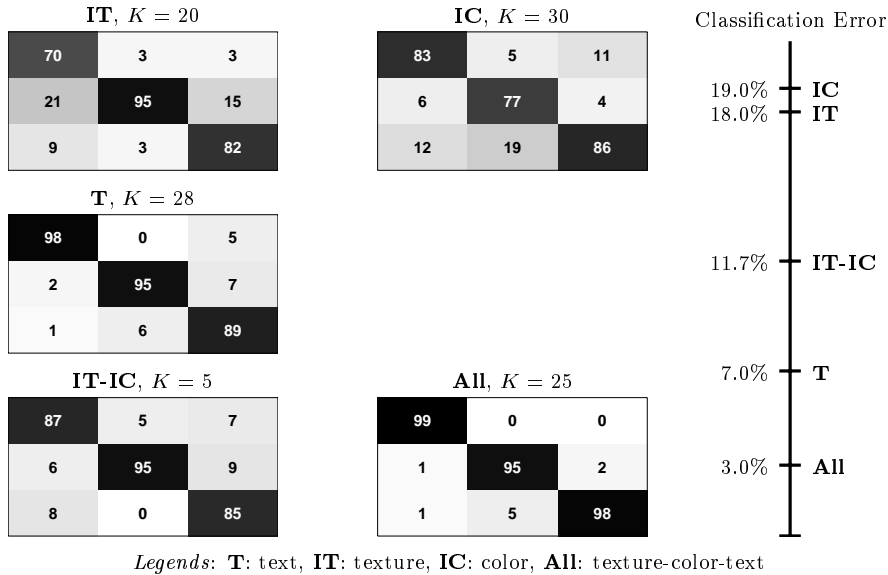 IT, K = 20
70 3 3
21 95 15
9 3 82
IC, K = 30
83 5 11
6 77 4
12 19 86
T, K = 28
98 0 5
2 95 7
1 6 89
IT-IC, K = 5
87 5 7
6 95 9
8 0 85
All, K = 25
99 0 0
1 95 2
1 5 98
Classification Error
19.0% IC
18.0% IT
11.7% IT-IC
7.0% T
3.0% All
Legends: T: text, IT: texture, IC: color, All: texture-color-text